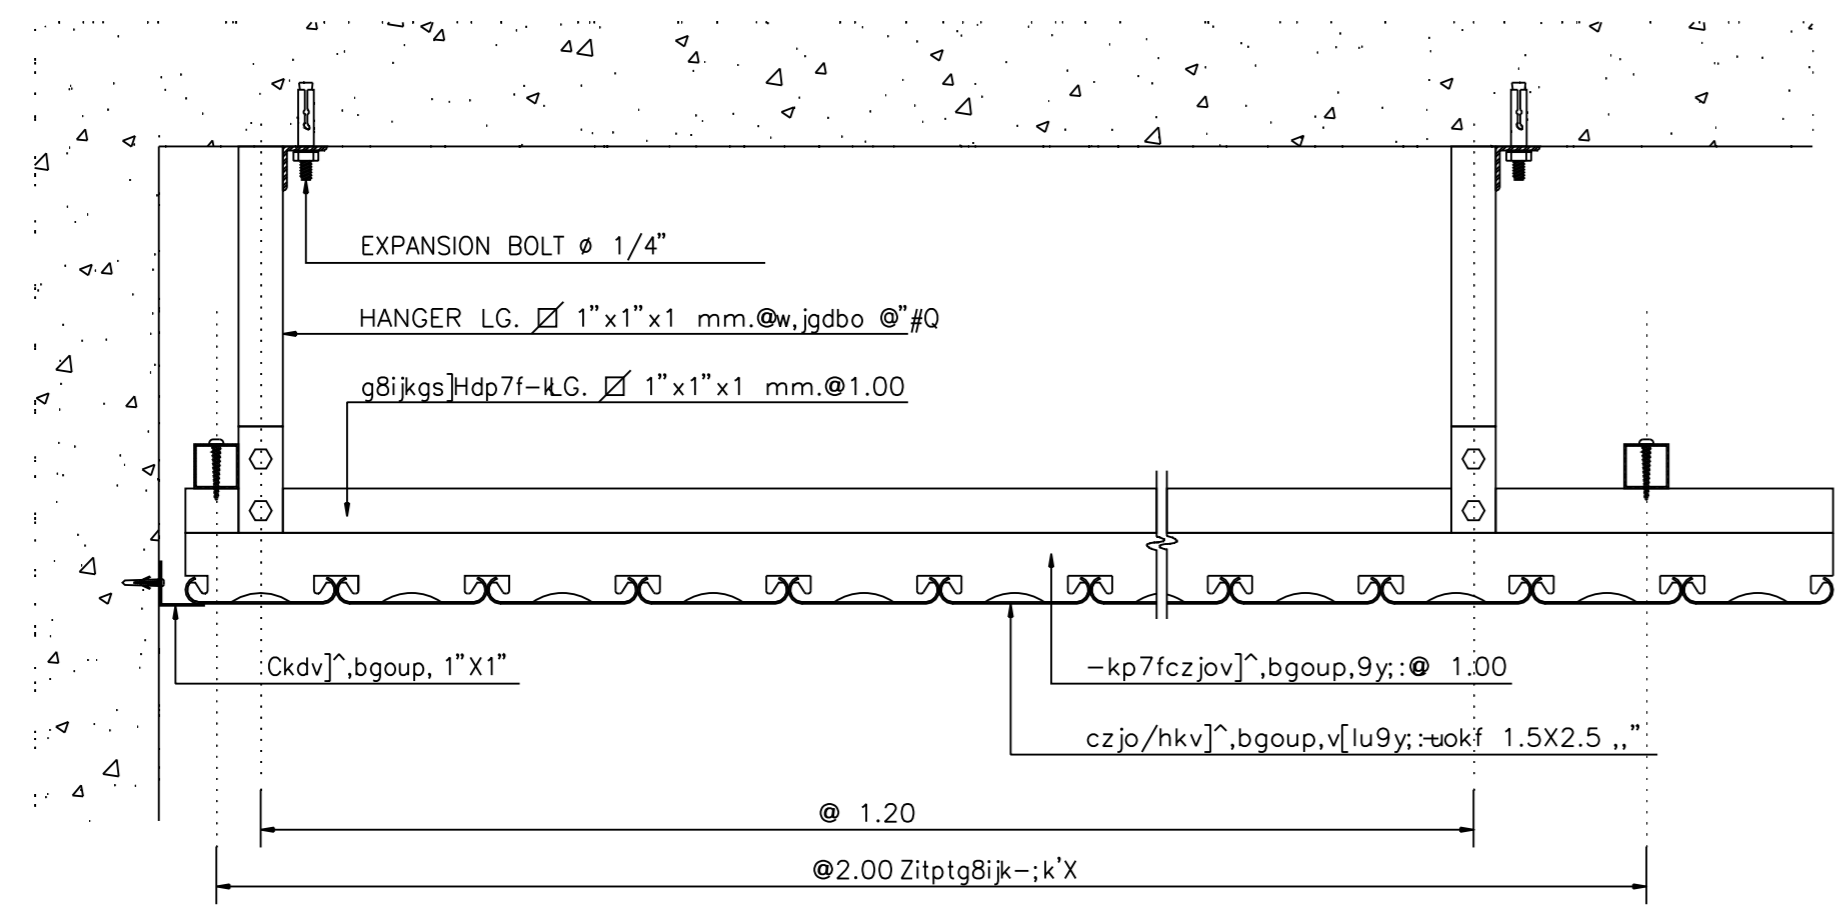 EXPANSION BOLT ø 1/4"
HANGER LG. 1"x1"x1 mm.@w,jgdbo @"#Q
g8ijkgs]Hdp7f-kLG. 1"x1"x1 mm.@1.00
Ckdv]^,bgoup, 1"X1"
-kp7fczjov]^,bgoup,9y;:@ 1.00
czjo/hkv]^,bgoup,v[lu9y;:-uokf 1.5X2.5 ,,"
@ 1.20
@2.00 Zitptg8ijk-;k'X